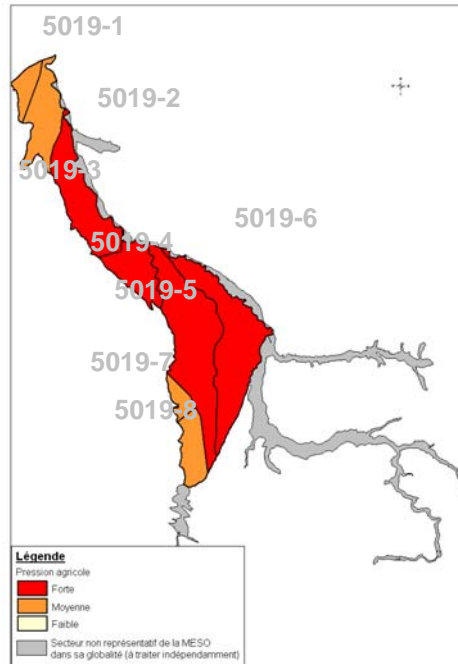 5019-1
5019-2
5019-3
5019-6
5019-4
5019-5
5019-7
5019-8
Légende
Pression agricole
Forte
Moyenne
Faible
Secteur non représentatif de la MESO
dans sa globalité (à traiter indépendamment)